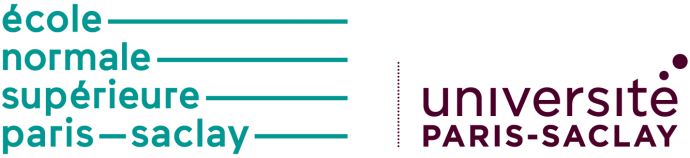 école
normale
supérieure
paris—saclay
université
PARIS-SACLAY